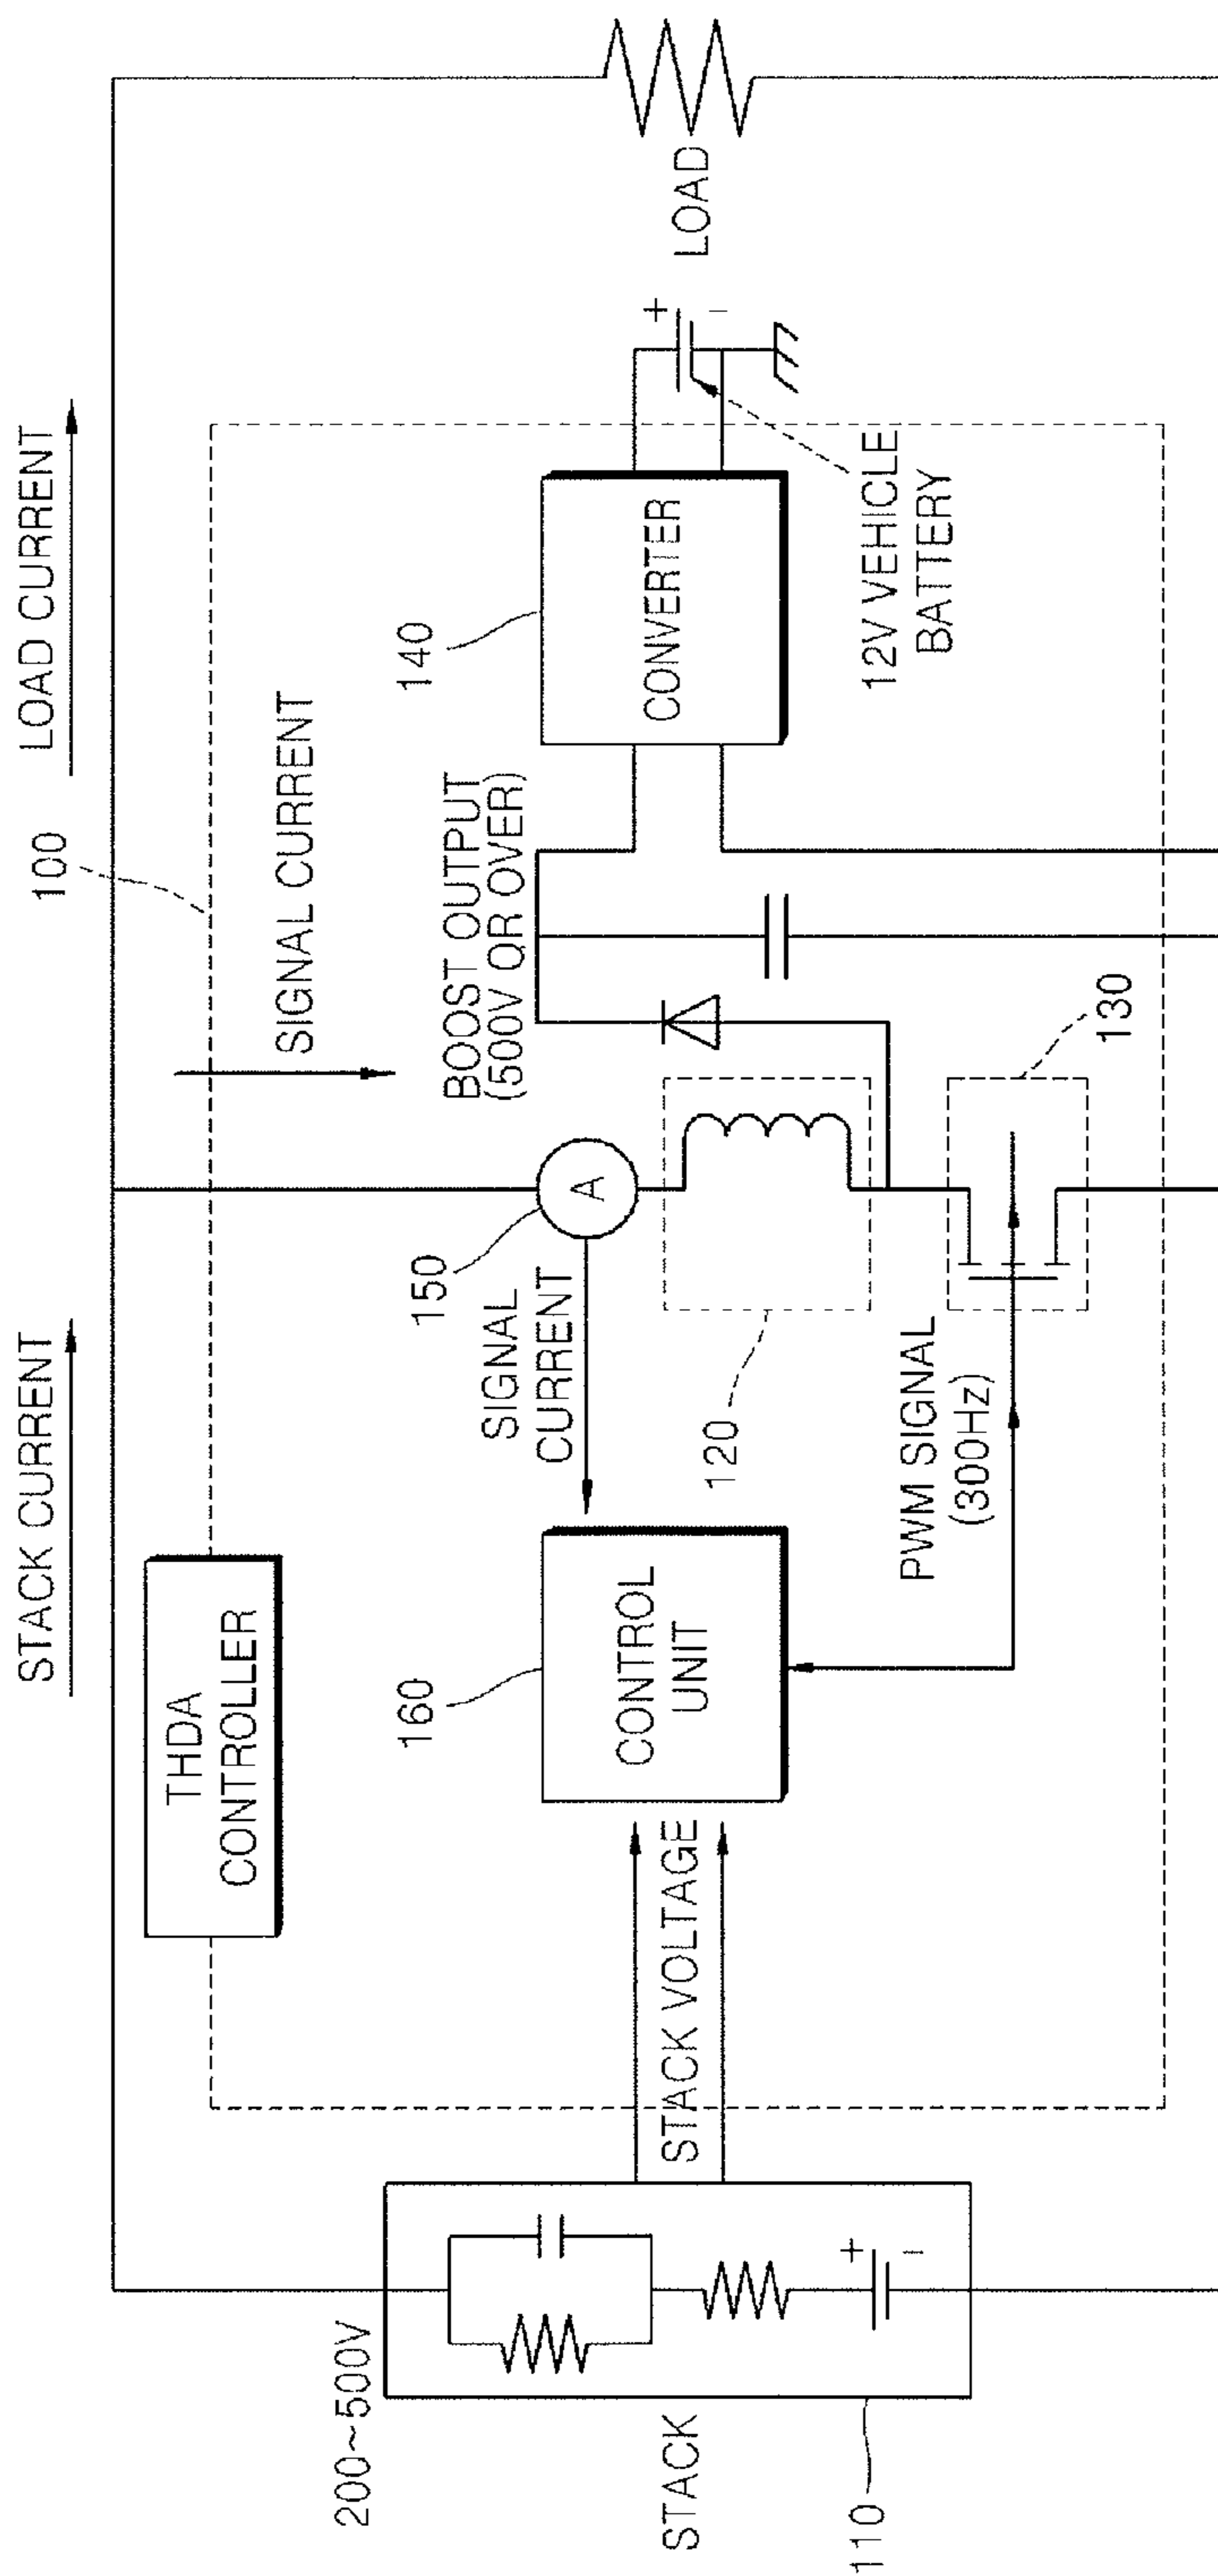 STACK CURRENT
LOAD CURRENT
100
THDA
CONTROLLER
SIGNAL CURRENT
200~500V
STACK
110
+
-
STACK VOLTAGE
160
CONTROL
UNIT
SIGNAL
CURRENT
150
A
120
PWM SIGNAL
(300Hz)
130
BOOST OUTPUT
(500V OR OVER)
140
CONVERTER
+
-
12V VEHICLE
BATTERY
LOAD